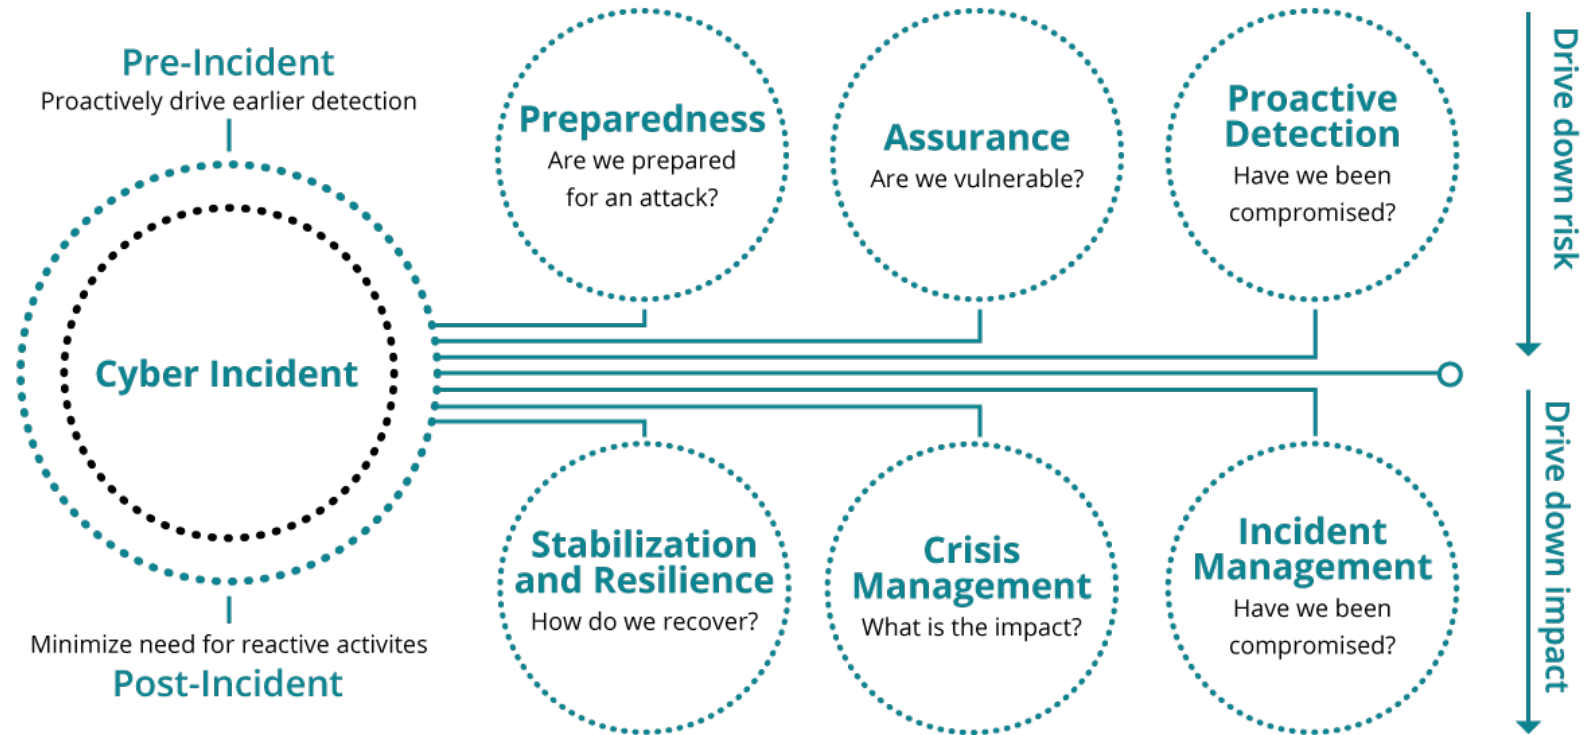 Pre-Incident
Proactively drive earlier detection
Cyber Incident
Minimize need for reactive activites
Post-Incident
Preparedness
Are we prepared
for an attack?
Assurance
Are we vulnerable?
Proactive
Detection
Have we been
compromised?
Stabilization
and Resilience
How do we recover?
Crisis
Management
What is the impact?
Incident
Management
Have we been
compromised?
Drive down risk
Drive down impact